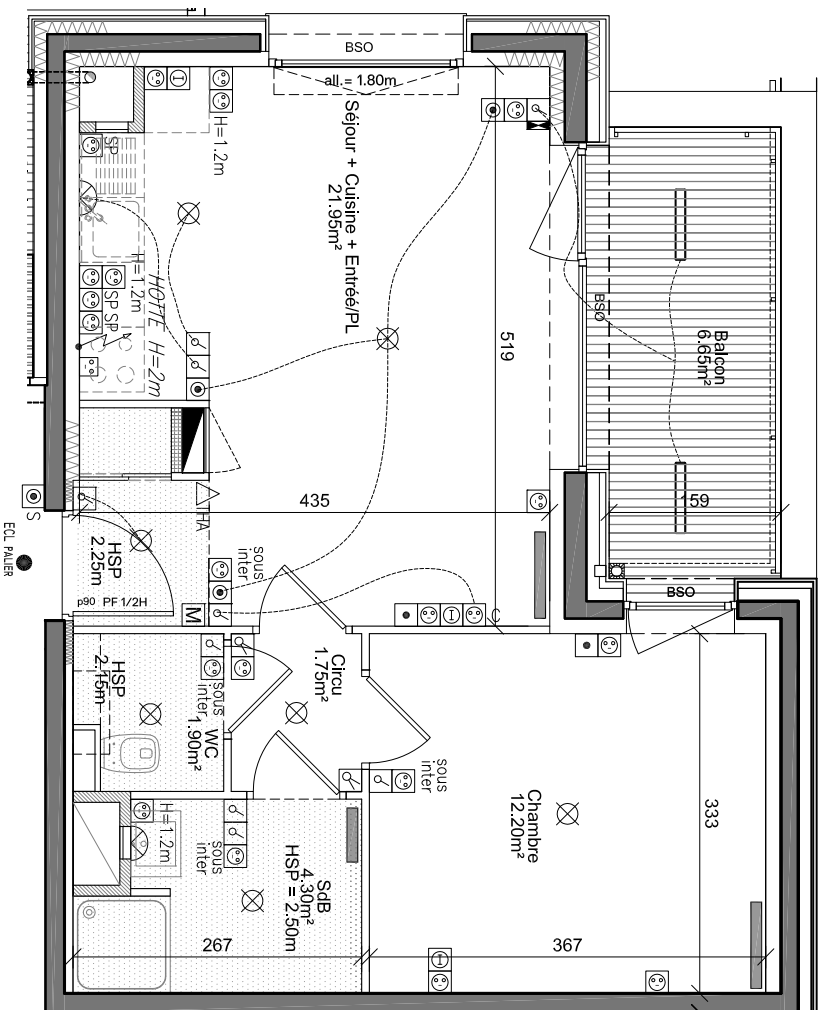 BSO
all.= 1.80m
H=1.2m
SP
Séjour + Cuisine + Entrée/PL
21.95m²
H=1.2m
HOTTE H=2m
SP SP
519
BSO
Balcon
6.65m²
435
159
THA
S
ECL PALIER
HSP
2.25m
sous
inter
p90 PF 1/2H
M
C
BSO
HSP
2.15m
sous
inter
WC
1.90m²
Circu
1.75m²
sous
inter
Chambre
12.20m²
333
H=1.2m
sous
inter
SdB
4.30m²
HSP = 2.50m
267
367